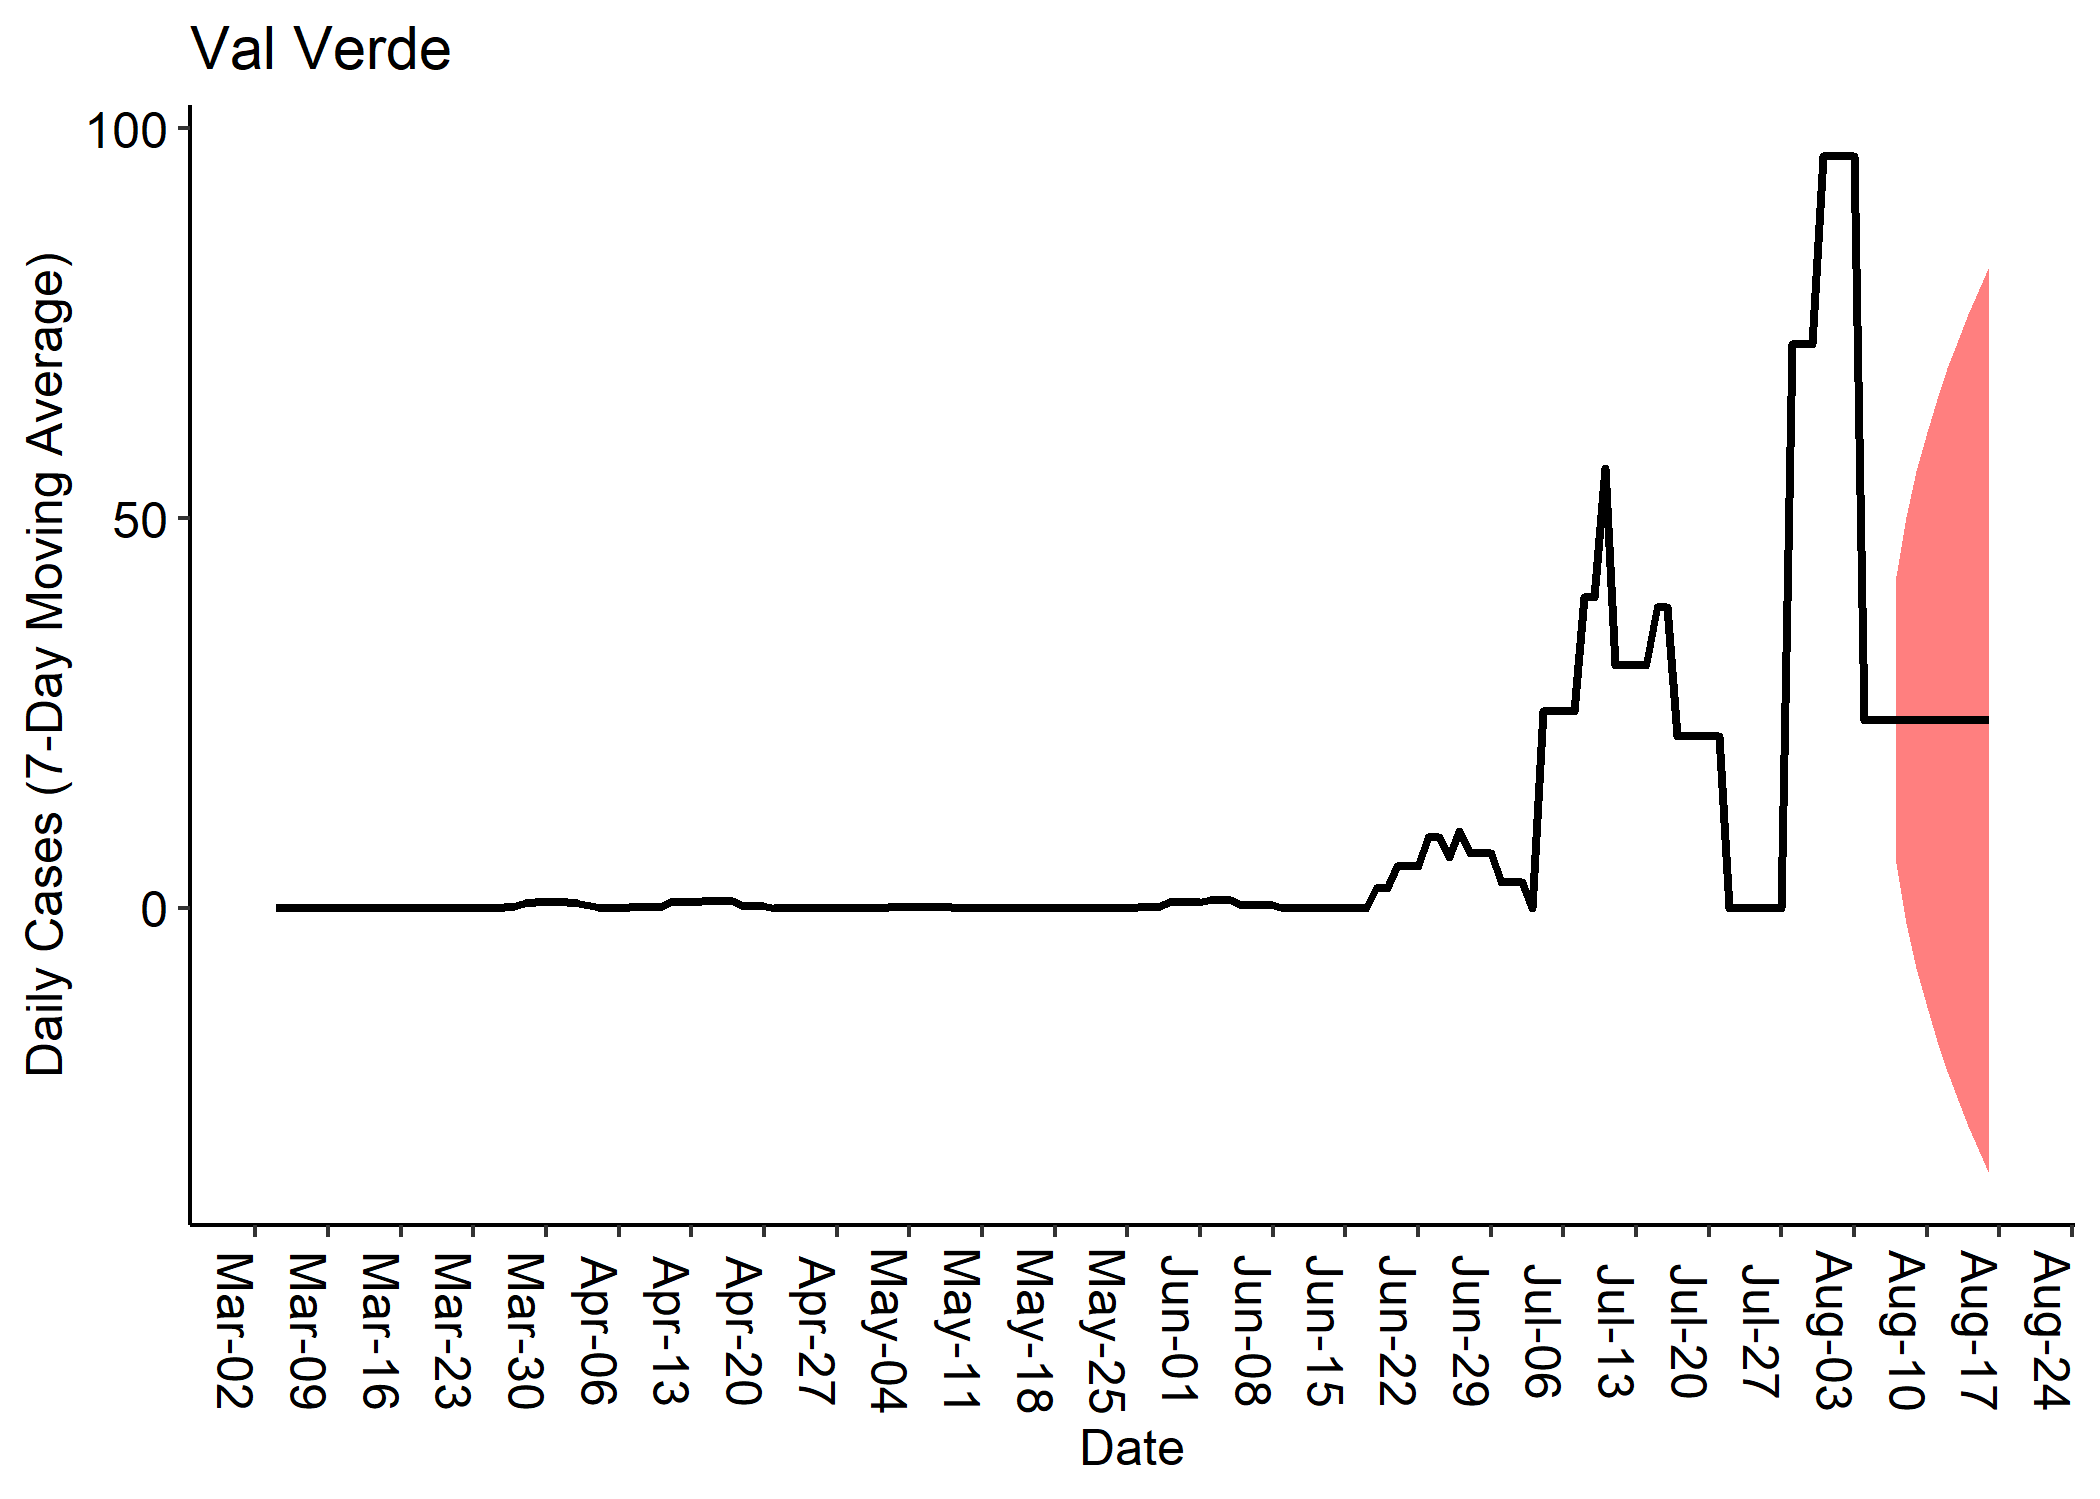 Val Verde
Daily Cases (7-Day Moving Average)
100
50
0
Mar-02
Mar-09
Mar-16
Mar-23
Mar-30
Apr-06
Apr-13
Apr-20
Apr-27
May-04
May-11
May-18
May-25
Jun-01
Jun-08
Jun-15
Jun-22
Jun-29
Jul-06
Jul-13
Jul-20
Jul-27
Aug-03
Aug-10
Aug-17
Aug-24
Date